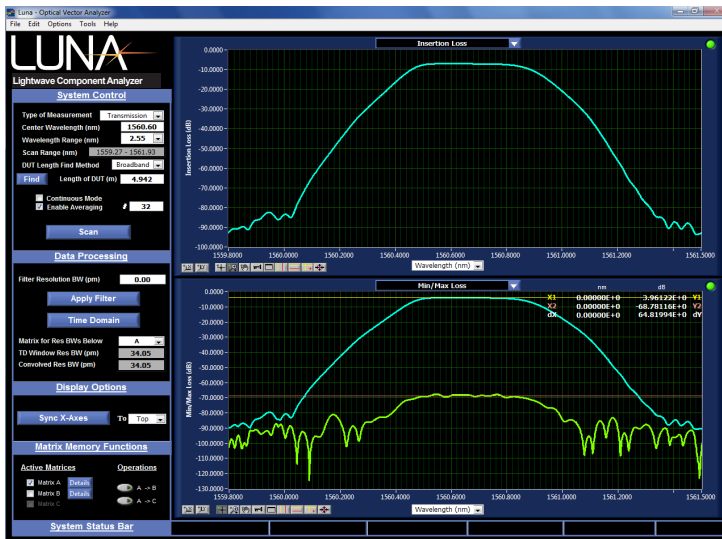 Luna - Optical Vector Analyzer
File Edit Options Tools Help
LUNA
Lightwave Component Analyzer
System Control
Type of Measurement Transmission
Center Wavelength (nm) 1560.60
Wavelength Range (nm) 2.55
Scan Range (nm) 1559.27 - 1561.93
DUT Length Find Method Broadband
Find Length of DUT (m) 4.942
Continuous Mode
Enable Averaging # 32
Scan
Data Processing
Filter Resolution BW (pm) 0.00
Apply Filter
Time Domain
Matrix for Res BWs Below A
TD Window Res BW (pm) 34.05
Convolved Res BW (pm) 34.05
Display Options
Sync X-Axes To Top
Matrix Memory Functions
Active Matrices Operations
Matrix A Details
Matrix B Details
Matrix C
A -> B
A -> C
System Status Bar
Insertion Loss
Insertion Loss (dB)
0.0000
-10.0000
-20.0000
-30.0000
-40.0000
-50.0000
-60.0000
-70.0000
-80.0000
-90.0000
-100.0000
1559.8000 1560.0000 1560.2000 1560.4000 1560.6000 1560.8000 1561.0000 1561.2000 1561.5000
Wavelength (nm)
Min/Max Loss
nm dB
X1 0.00000E+0 3.96122E+0 Y1
X2 0.00000E+0 -68.78116E+0 Y2
dX 0.00000E+0 64.81994E+0 dY
Min/Max Loss (dB)
0.0000
-10.0000
-20.0000
-30.0000
-40.0000
-50.0000
-60.0000
-70.0000
-80.0000
-90.0000
-100.0000
-110.0000
-120.0000
-130.0000
1559.8000 1560.0000 1560.2000 1560.4000 1560.6000 1560.8000 1561.0000 1561.2000 1561.5000
Wavelength (nm)